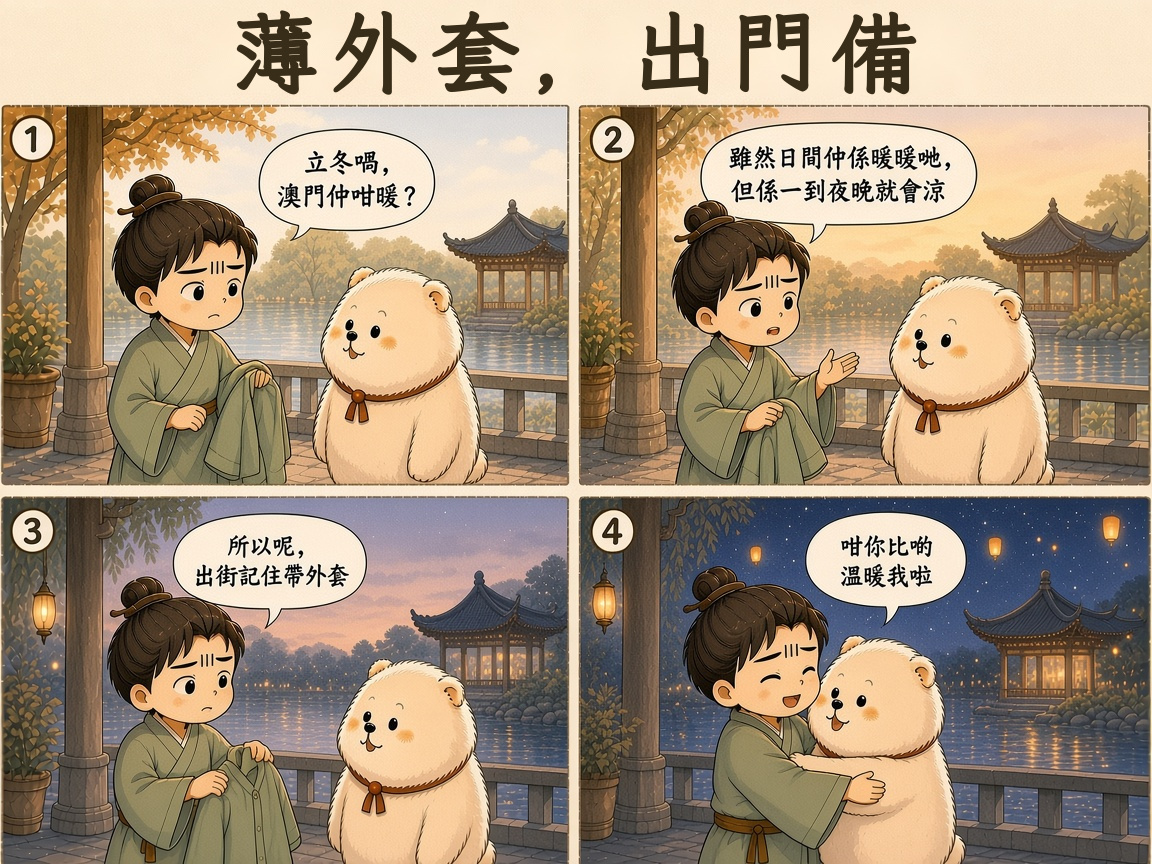 薄外套，出門備
1
立冬喎，
澳門仲咁暖？
2
雖然日間仲係暖暖哋，
但係一到夜晚就會涼
3
所以呢，
出街記住帶外套
4
咁你比啲
溫暖我啦